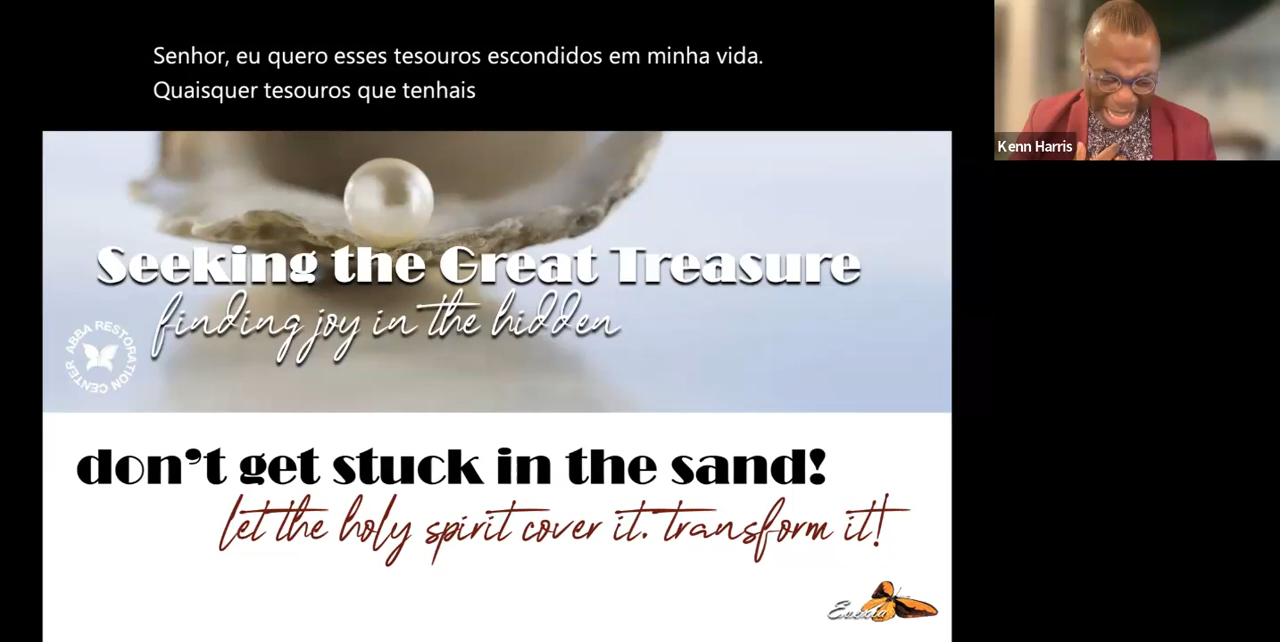 Senhor, eu quero esses tesouros escondidos em minha vida.
Quaisquer tesouros que tenhais
Kenn Harris
Seeking the Great Treasure
finding joy in the hidden
ABBA RESTORATION CENTER
don't get stuck in the sand!
let the holy spirit cover it. transform it!